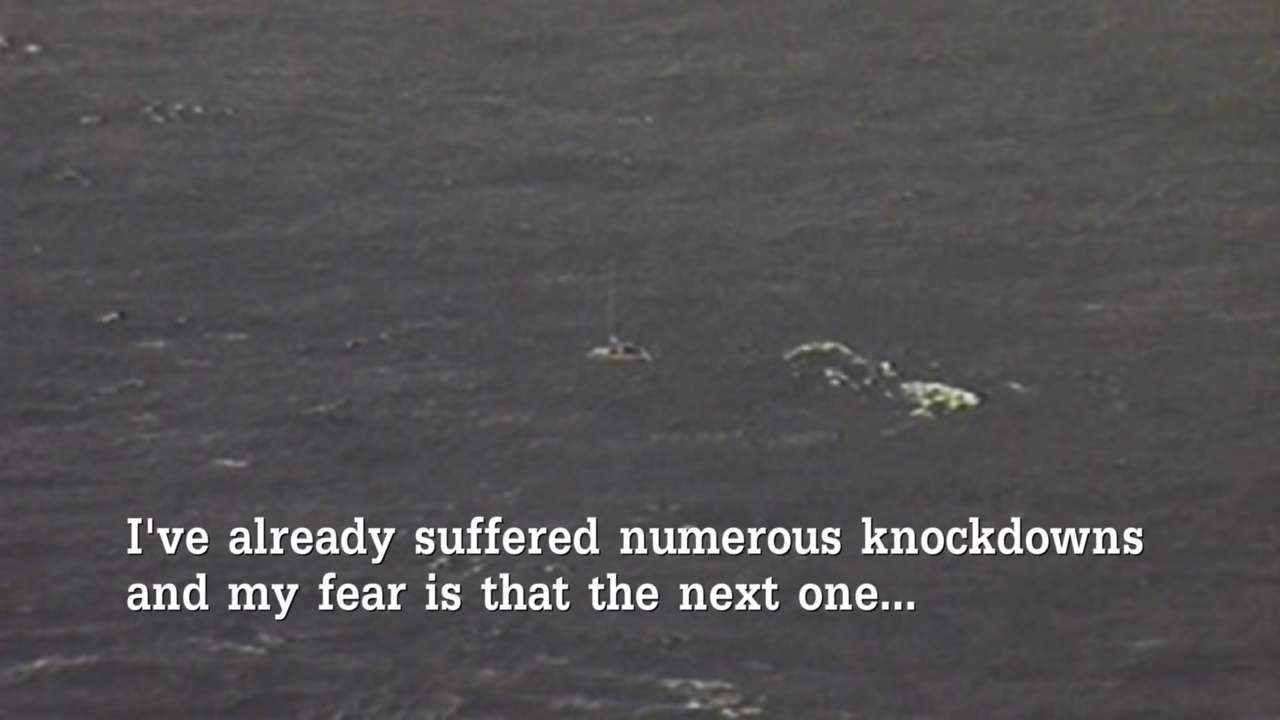 I've already suffered numerous knockdowns
and my fear is that the next one...